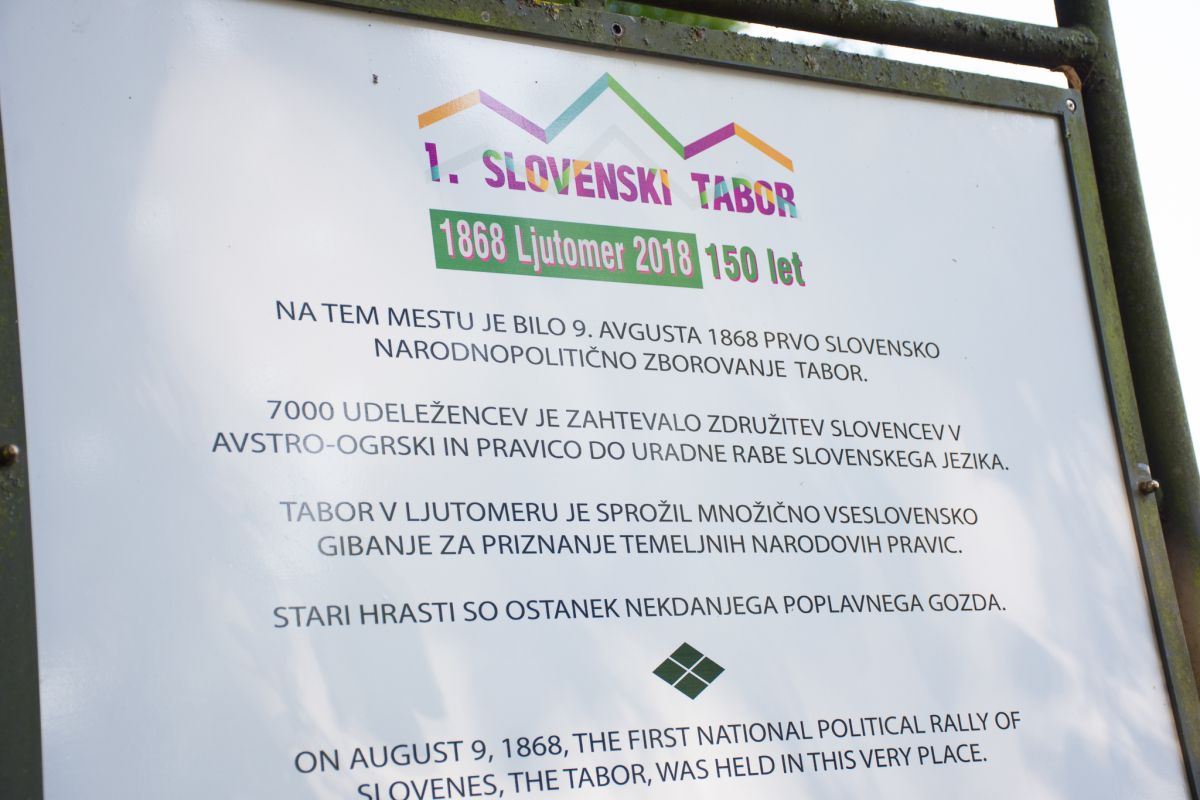 1. SLOVENSKI TABOR
1868 Ljutomer 2018 150 let
NA TEM MESTU JE BILO 9. AVGUSTA 1868 PRVO SLOVENSKO
NARODNOPOLITIČNO ZBOROVANJE TABOR.
7000 UDELEŽENCEV JE ZAHTEVALO ZDRUŽITEV SLOVENCEV V
AVSTRO-OGRSKI IN PRAVICO DO URADNE RABE SLOVENSKEGA JEZIKA.
TABOR V LJUTOMERU JE SPROŽIL MNOŽIČNO VSESLOVENSKO
GIBANJE ZA PRIZNANJE TEMELJNIH NARODOVIH PRAVIC.
STARI HRASTI SO OSTANEK NEKDANJEGA POPLAVNEGA GOZDA.
ON AUGUST 9, 1868, THE FIRST NATIONAL POLITICAL RALLY OF
SLOVENES, THE TABOR, WAS HELD IN THIS VERY PLACE.